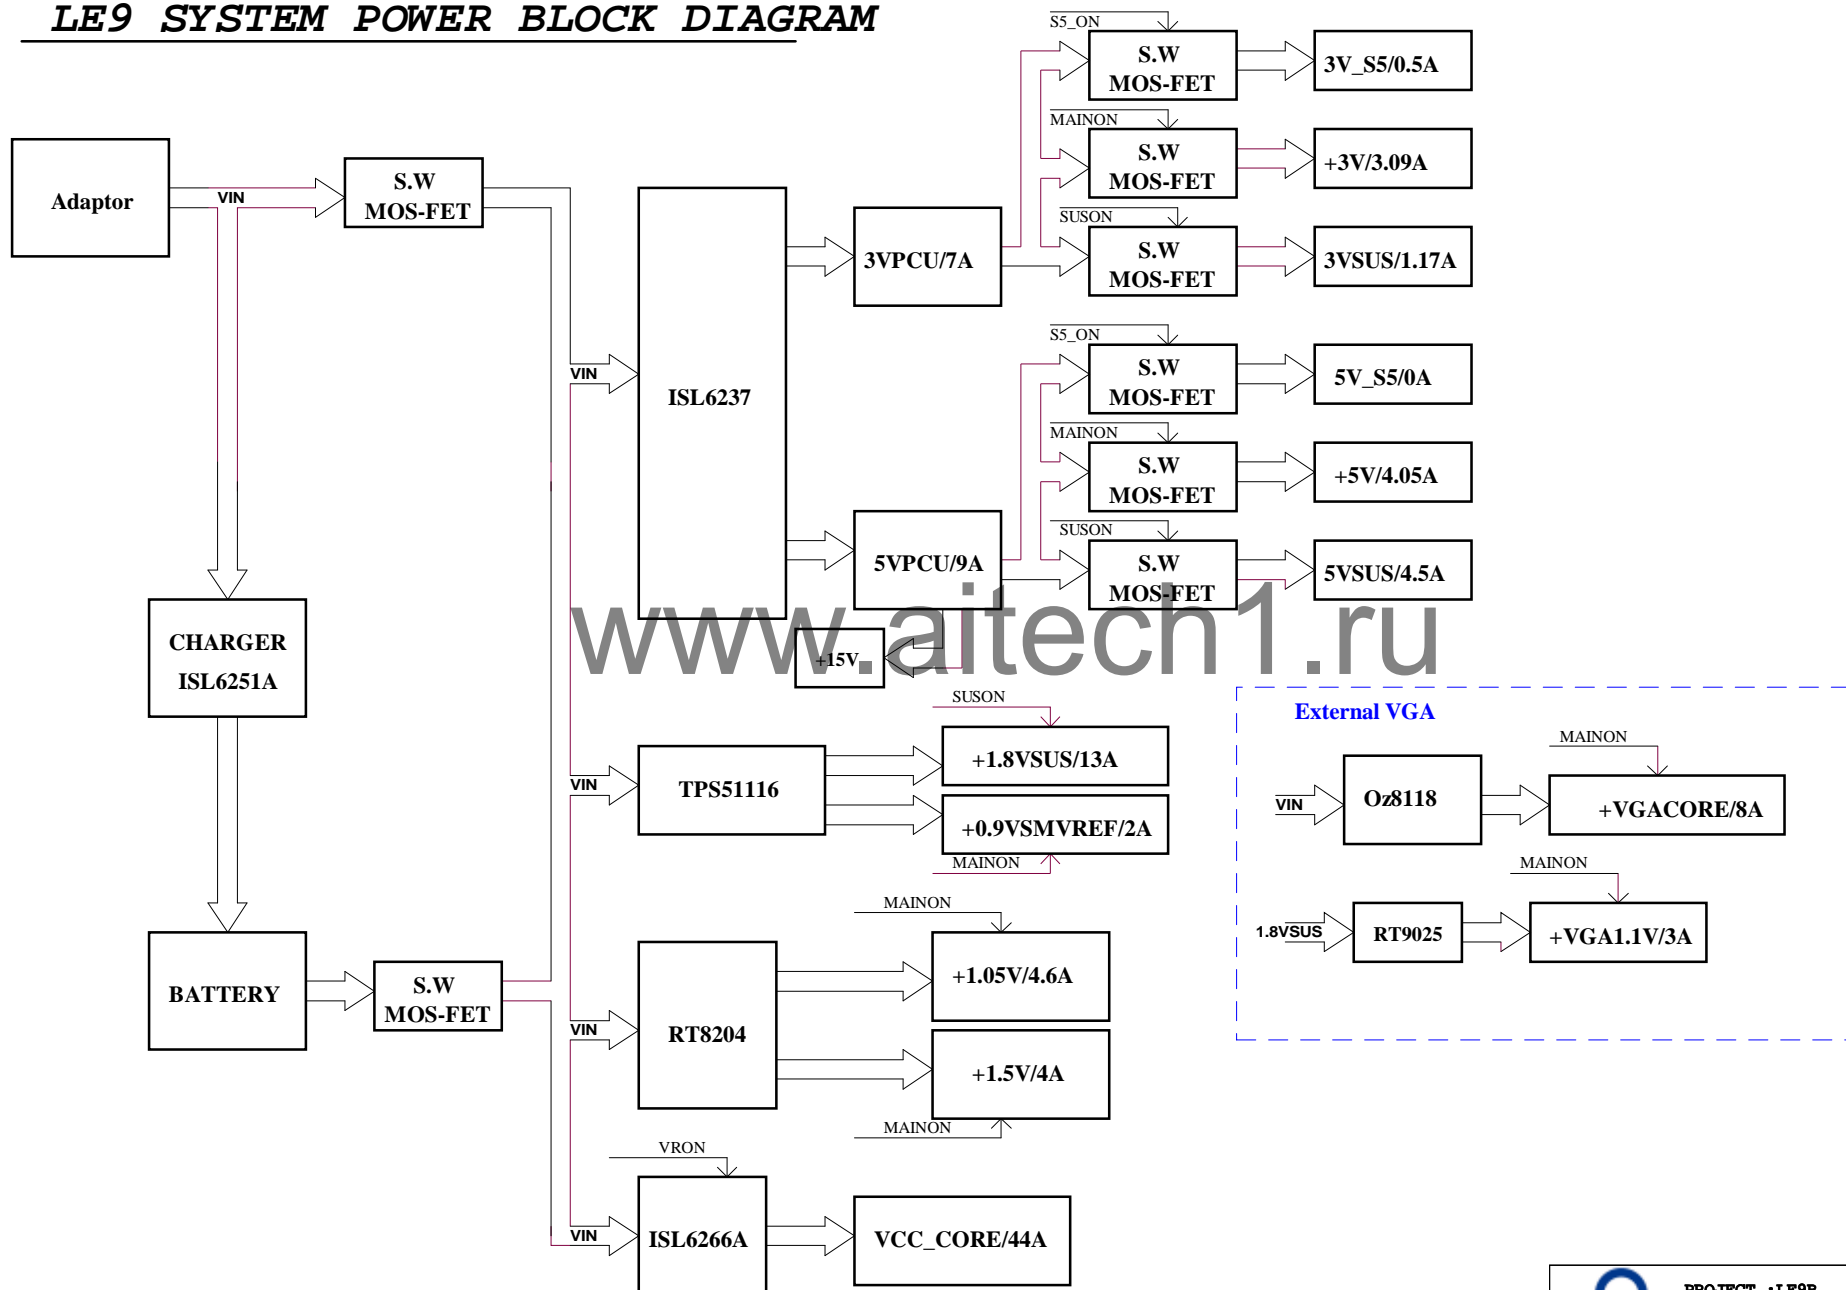 LE9 SYSTEM POWER BLOCK DIAGRAM
Adaptor
VIN
S.W
MOS-FET
CHARGER
ISL6251A
BATTERY
S.W
MOS-FET
VIN
ISL6237
3VPCU/7A
S5_ON
S.W
MOS-FET
3V_S5/0.5A
MAINON
S.W
MOS-FET
+3V/3.09A
SUSON
S.W
MOS-FET
3VSUS/1.17A
5VPCU/9A
S5_ON
S.W
MOS-FET
5V_S5/0A
MAINON
S.W
MOS-FET
+5V/4.05A
SUSON
S.W
MOS-FET
5VSUS/4.5A
+15V
www.aitech1.ru
VIN
TPS51116
SUSON
+1.8VSUS/13A
+0.9VSMVREF/2A
MAINON
VIN
RT8204
MAINON
+1.05V/4.6A
+1.5V/4A
MAINON
VRON
VIN
ISL6266A
VCC_CORE/44A
External VGA
VIN
Oz8118
MAINON
+VGACORE/8A
1.8VSUS
RT9025
MAINON
+VGA1.1V/3A
PROJECT :LE9B